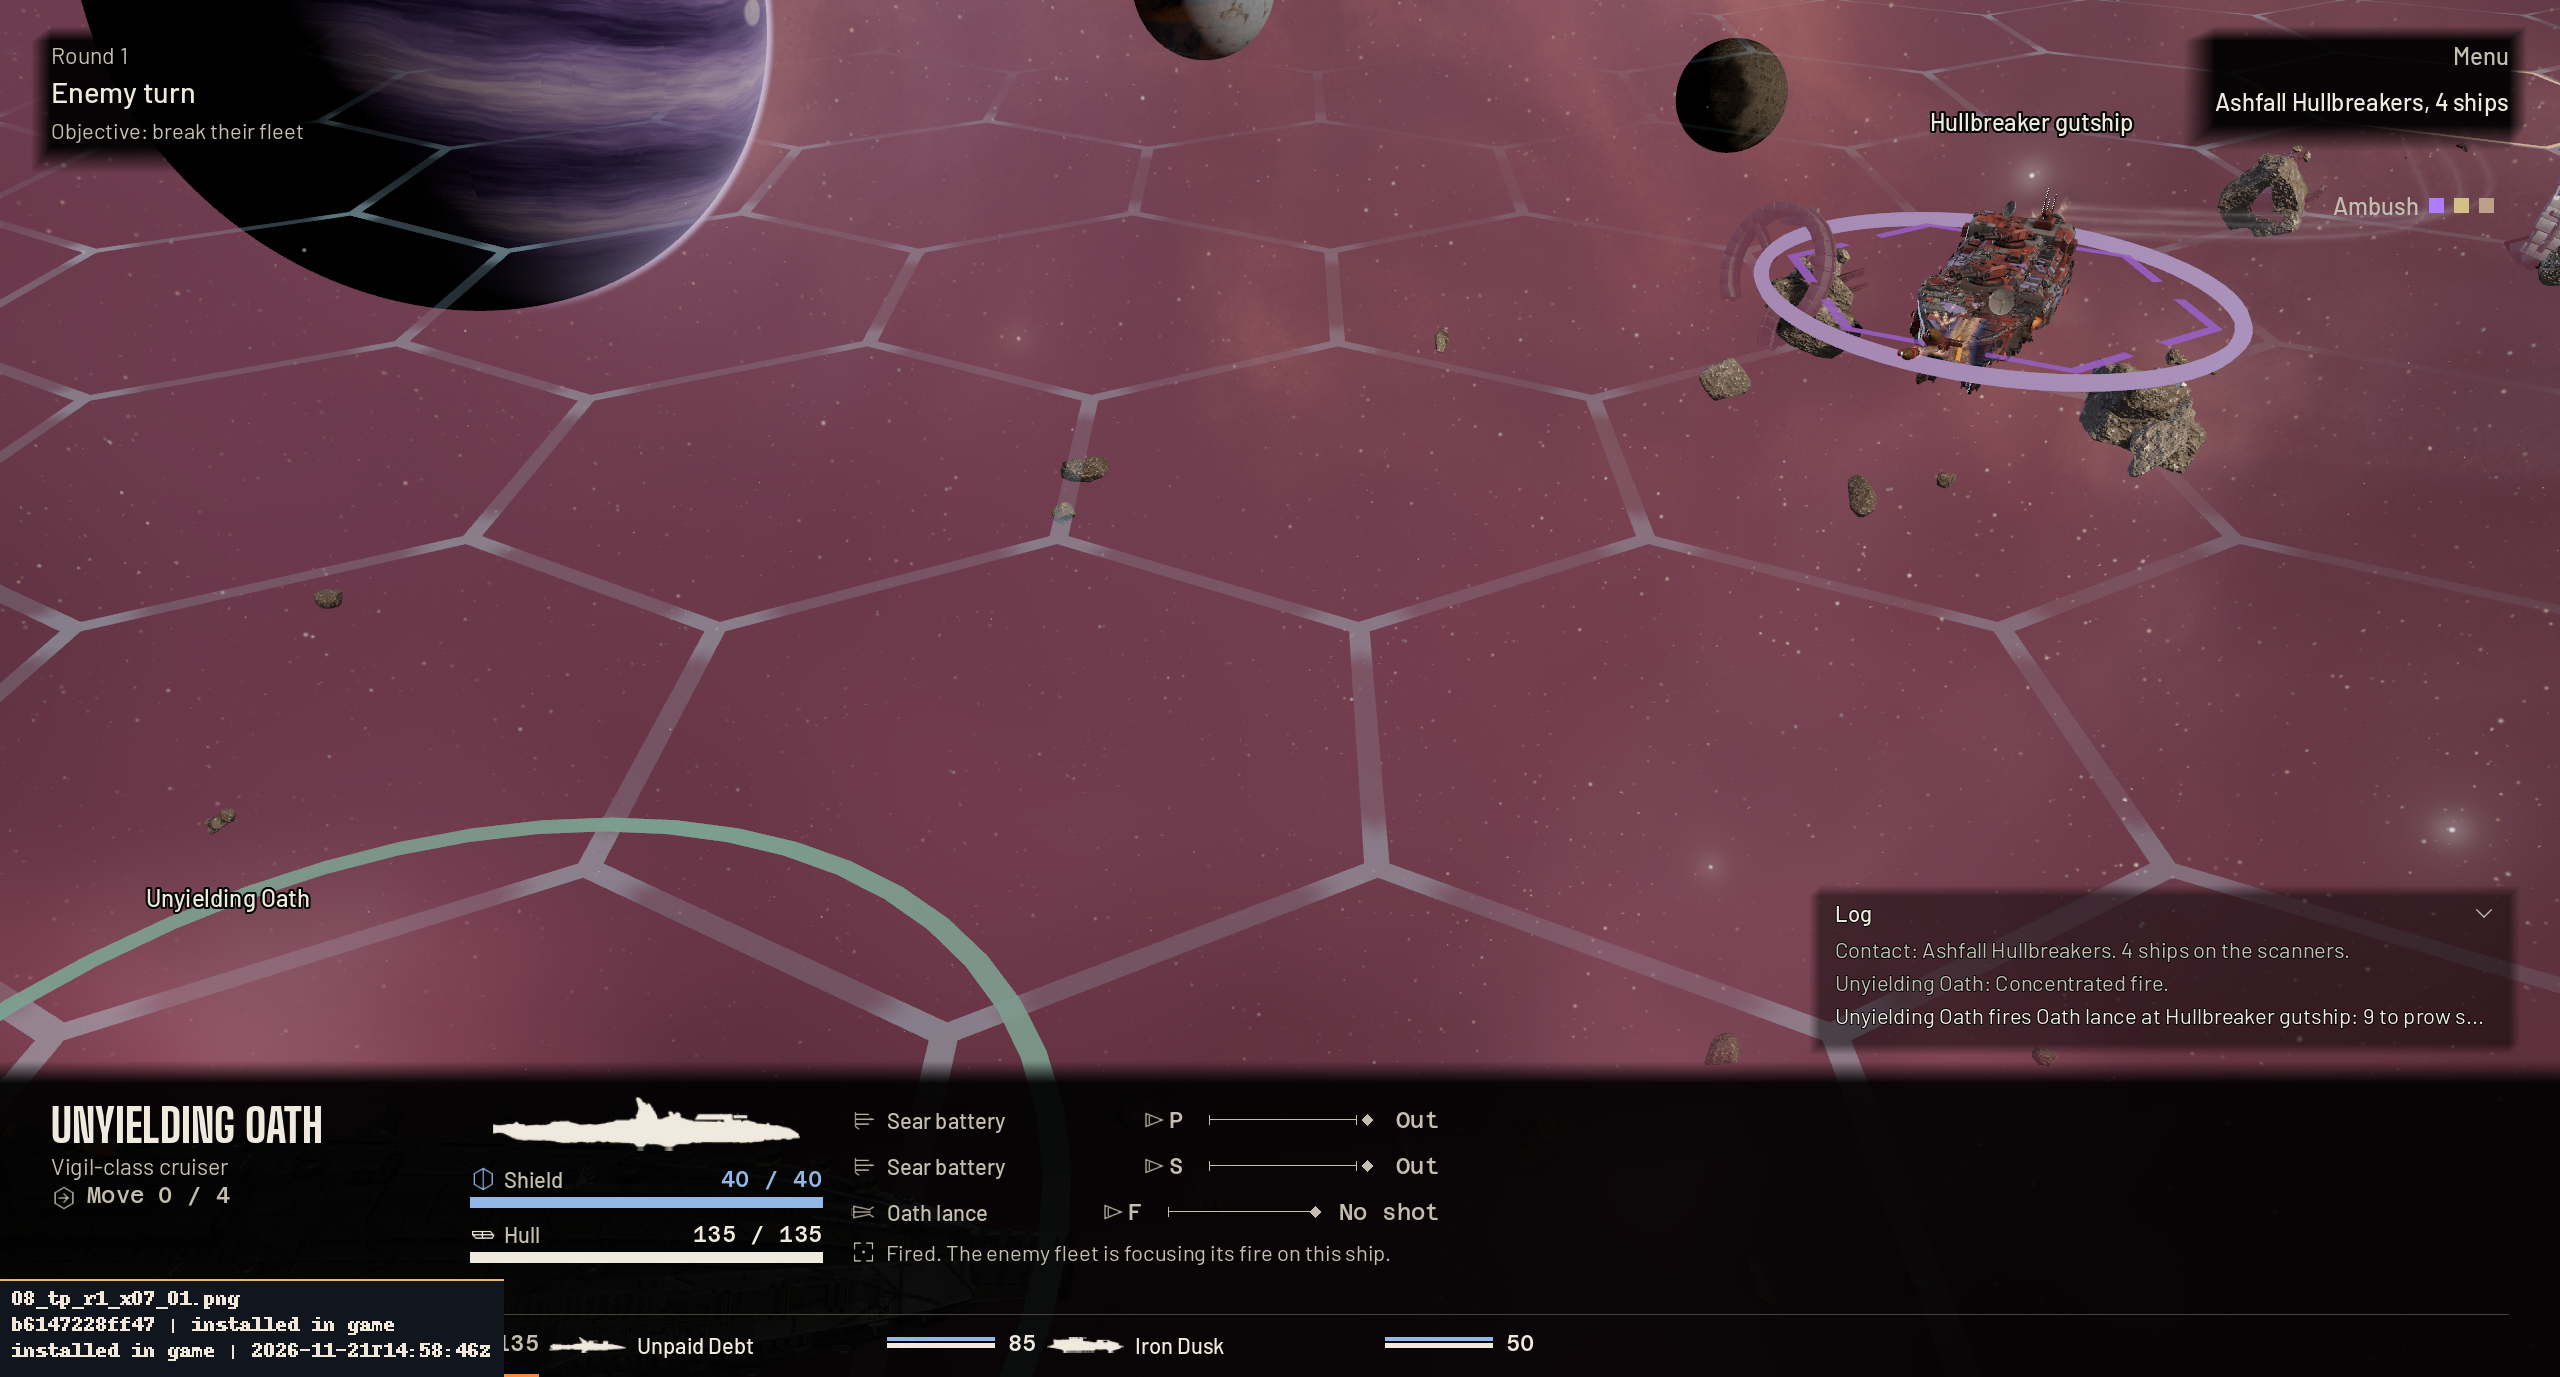 Round 1
Enemy turn
Objective: break their fleet
Menu
Ashfall Hullbreakers, 4 ships
Hullbreaker gutship
Ambush
Unyielding Oath
Log
Contact: Ashfall Hullbreakers. 4 ships on the scanners.
Unyielding Oath: Concentrated fire.
Unyielding Oath fires Oath lance at Hullbreaker gutship: 9 to prow s...
UNYIELDING OATH
Vigil-class cruiser
Move 0 / 4
Shield 40 / 40
Hull 135 / 135
Sear battery P Out
Sear battery S Out
Oath lance F No shot
Fired. The enemy fleet is focusing its fire on this ship.
08_tp_r1_x07_01.png
b6147228ff47 | installed in game
installed in game | 2026-11-21r14:58:46z
135 Unpaid Debt 85 Iron Dusk 50